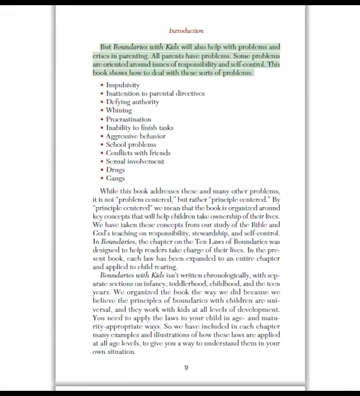 Introduction
But Boundaries with Kids will also help with problems and
crises in parenting. All parents have problems. Some problems
are oriented around issues of responsibility and self-control. This
book shows how to deal with these sorts of problems:
• Impulsivity
• Inattention to parental directives
• Defying authority
• Whining
• Procrastination
• Inability to finish tasks
• Aggressive behavior
• School problems
• Conflicts with friends
• Sexual involvement
• Drugs
• Gangs
While this book addresses these and many other problems,
it is not "problem centered," but rather "principle centered." By
"principle centered" we mean that the book is organized around
key concepts that will help children take ownership of their lives.
We have taken these concepts from our study of the Bible and
God's teaching on responsibility, stewardship, and self-control.
In Boundaries, the chapter on the Ten Laws of Boundaries was
designed to help readers take charge of their lives. In the pres-
ent book, each law has been expanded to an entire chapter
and applied to child rearing.
Boundaries with Kids isn't written chronologically, with sep-
arate sections on infancy, toddlerhood, childhood, and the teen
years. We organized the book the way we did because we
believe the principles of boundaries with children are uni-
versal, and they work with kids at all levels of development.
You need to apply the laws to your child in age- and matu-
rity-appropriate ways. So we have included in each chapter
many examples and illustrations of how these laws are applied
at all age levels, to give you a way to understand them in your
own situation.
9